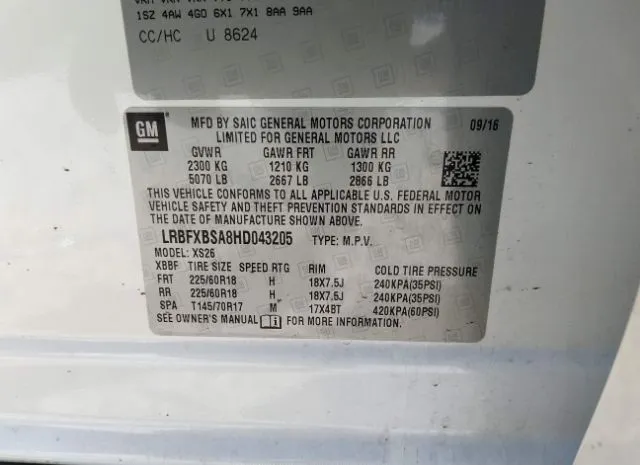 1SZ 4AW 4G0 6X1 7X1 8AA 9AA
CC/HC U 8624
GM
MFD BY SAIC GENERAL MOTORS CORPORATION 09/16
LIMITED FOR GENERAL MOTORS LLC
GVWR GAWR FRT GAWR RR
2300 KG 1210 KG 1300 KG
5070 LB 2667 LB 2866 LB
THIS VEHICLE CONFORMS TO ALL APPLICABLE U.S. FEDERAL MOTOR
VEHICLE SAFETY AND THEFT PREVENTION STANDARDS IN EFFECT ON
THE DATE OF MANUFACTURE SHOWN ABOVE.
LRBFXBSA8HD043205 TYPE: M.P.V.
MODEL: XS26
XBBF TIRE SIZE SPEED RTG RIM COLD TIRE PRESSURE
FRT 225/60R18 H 18X7.5J 240KPA(35PSI)
RR 225/60R18 H 18X7.5J 240KPA(35PSI)
SPA T145/70R17 M 17X4BT 420KPA(60PSI)
SEE OWNER'S MANUAL FOR MORE INFORMATION.